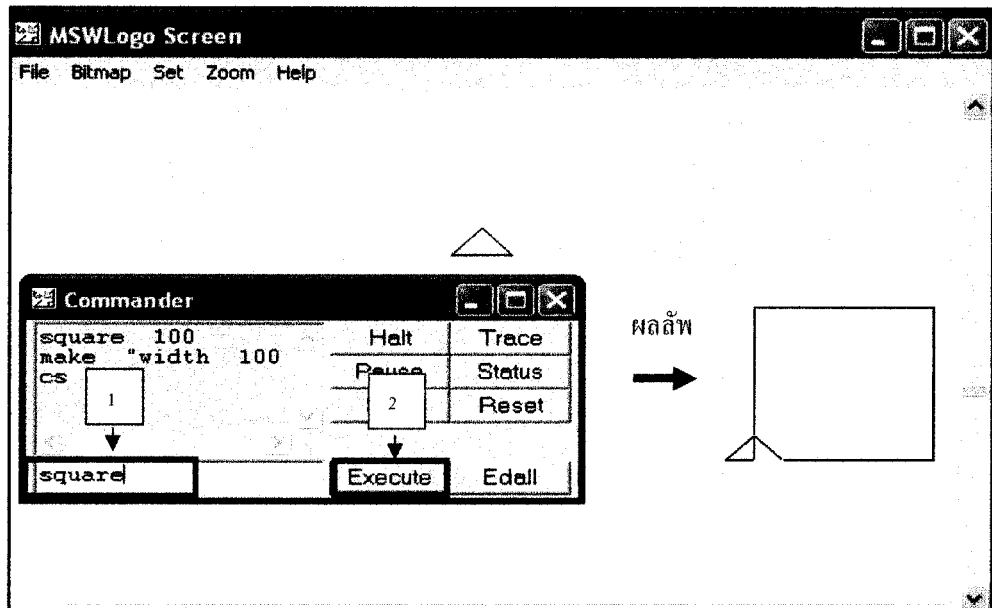 MSWLogo Screen
File Bitmap Set Zoom Help
Commander
square 100
make "width 100
cs
Halt Trace
Pause Status
Reset
1
2
square
Execute Edall
ผลลัพ